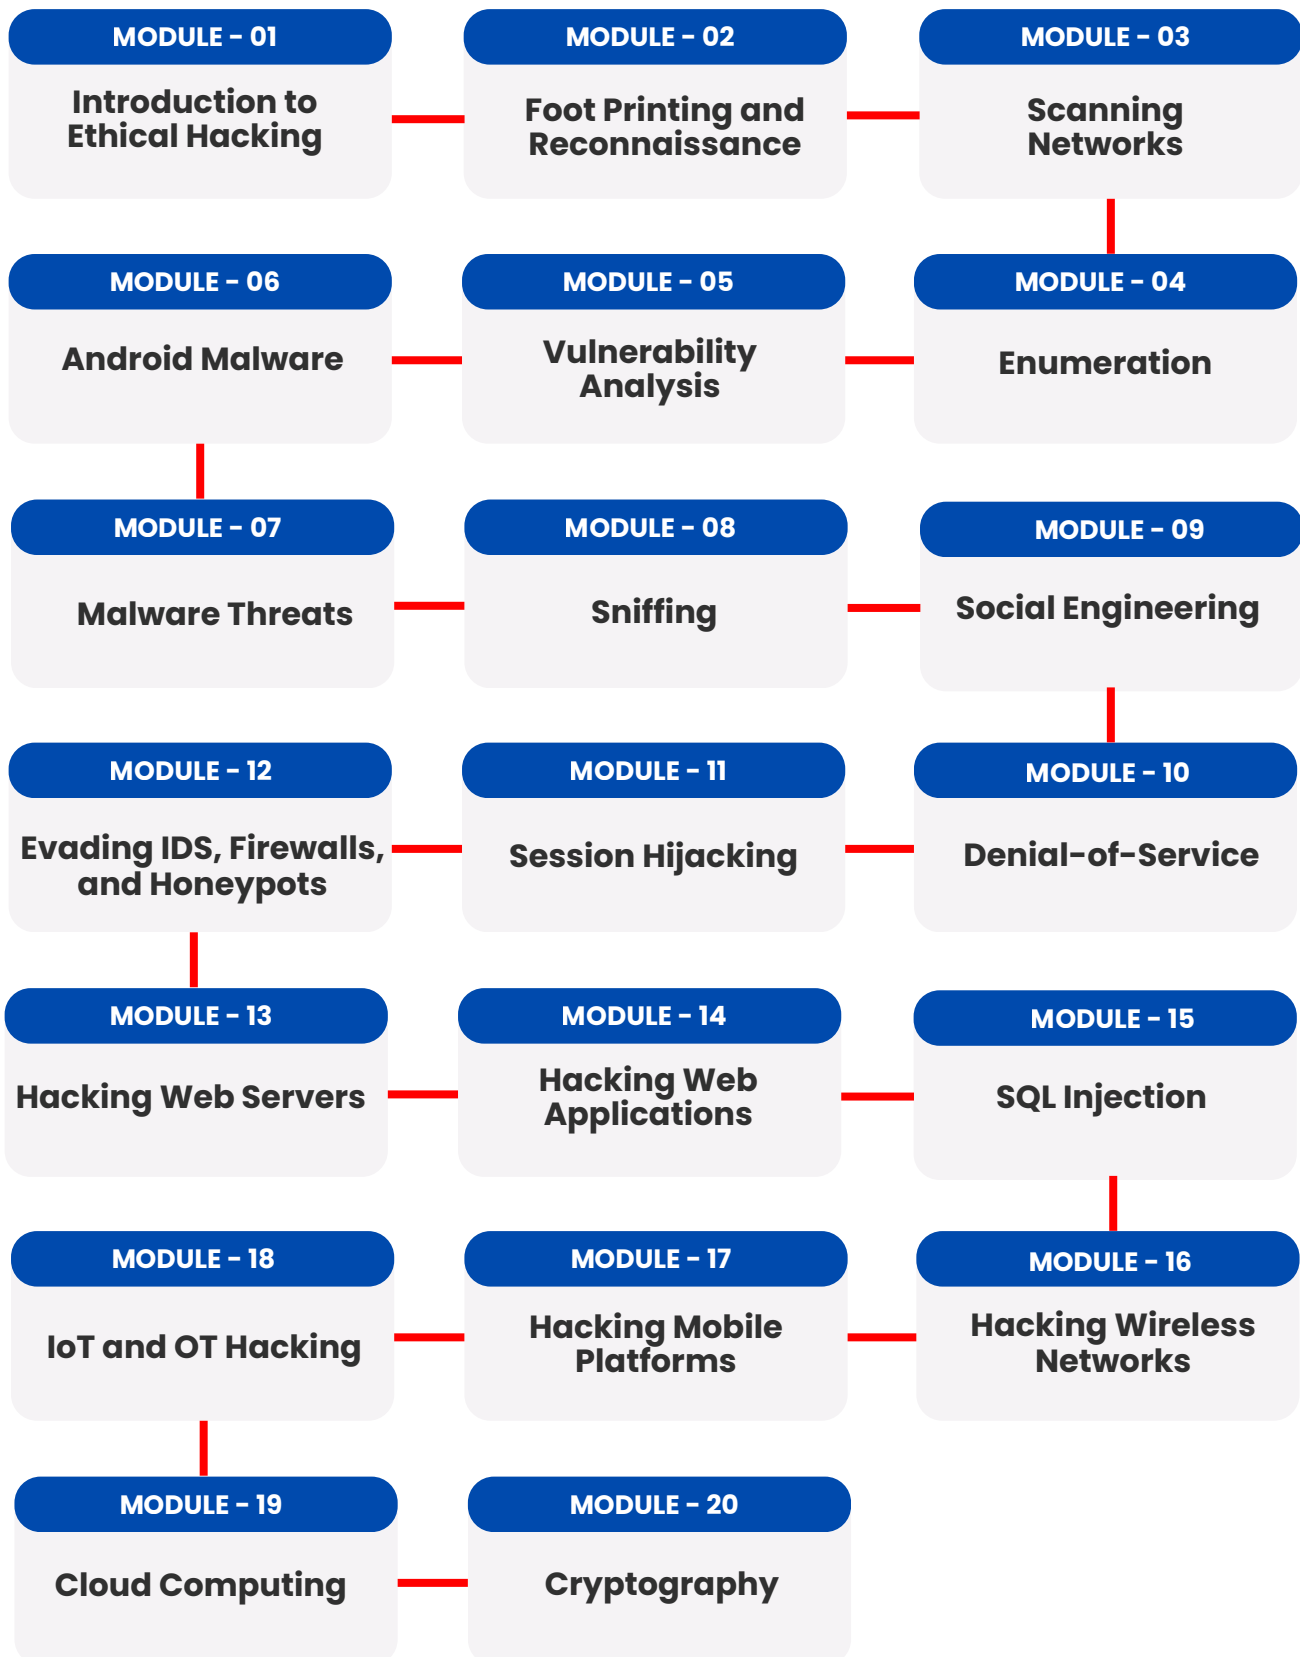 MODULE - 01
Introduction to
Ethical Hacking
MODULE - 02
Foot Printing and
Reconnaissance
MODULE - 03
Scanning
Networks
MODULE - 06
Android Malware
MODULE - 05
Vulnerability
Analysis
MODULE - 04
Enumeration
MODULE - 07
Malware Threats
MODULE - 08
Sniffing
MODULE - 09
Social Engineering
MODULE - 12
Evading IDS, Firewalls,
and Honeypots
MODULE - 11
Session Hijacking
MODULE - 10
Denial-of-Service
MODULE - 13
Hacking Web Servers
MODULE - 14
Hacking Web
Applications
MODULE - 15
SQL Injection
MODULE - 18
IoT and OT Hacking
MODULE - 17
Hacking Mobile
Platforms
MODULE - 16
Hacking Wireless
Networks
MODULE - 19
Cloud Computing
MODULE - 20
Cryptography